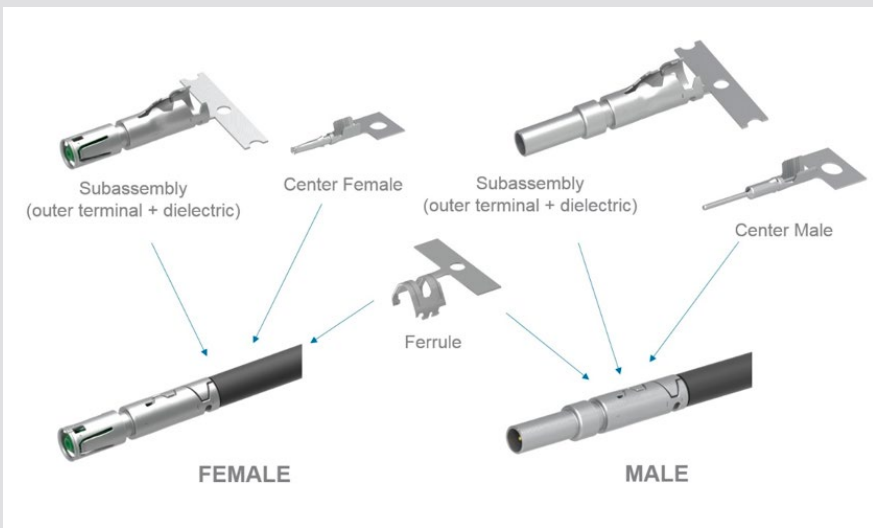 Subassembly
(outer terminal + dielectric)
Center Female
Subassembly
(outer terminal + dielectric)
Center Male
Ferrule
FEMALE
MALE